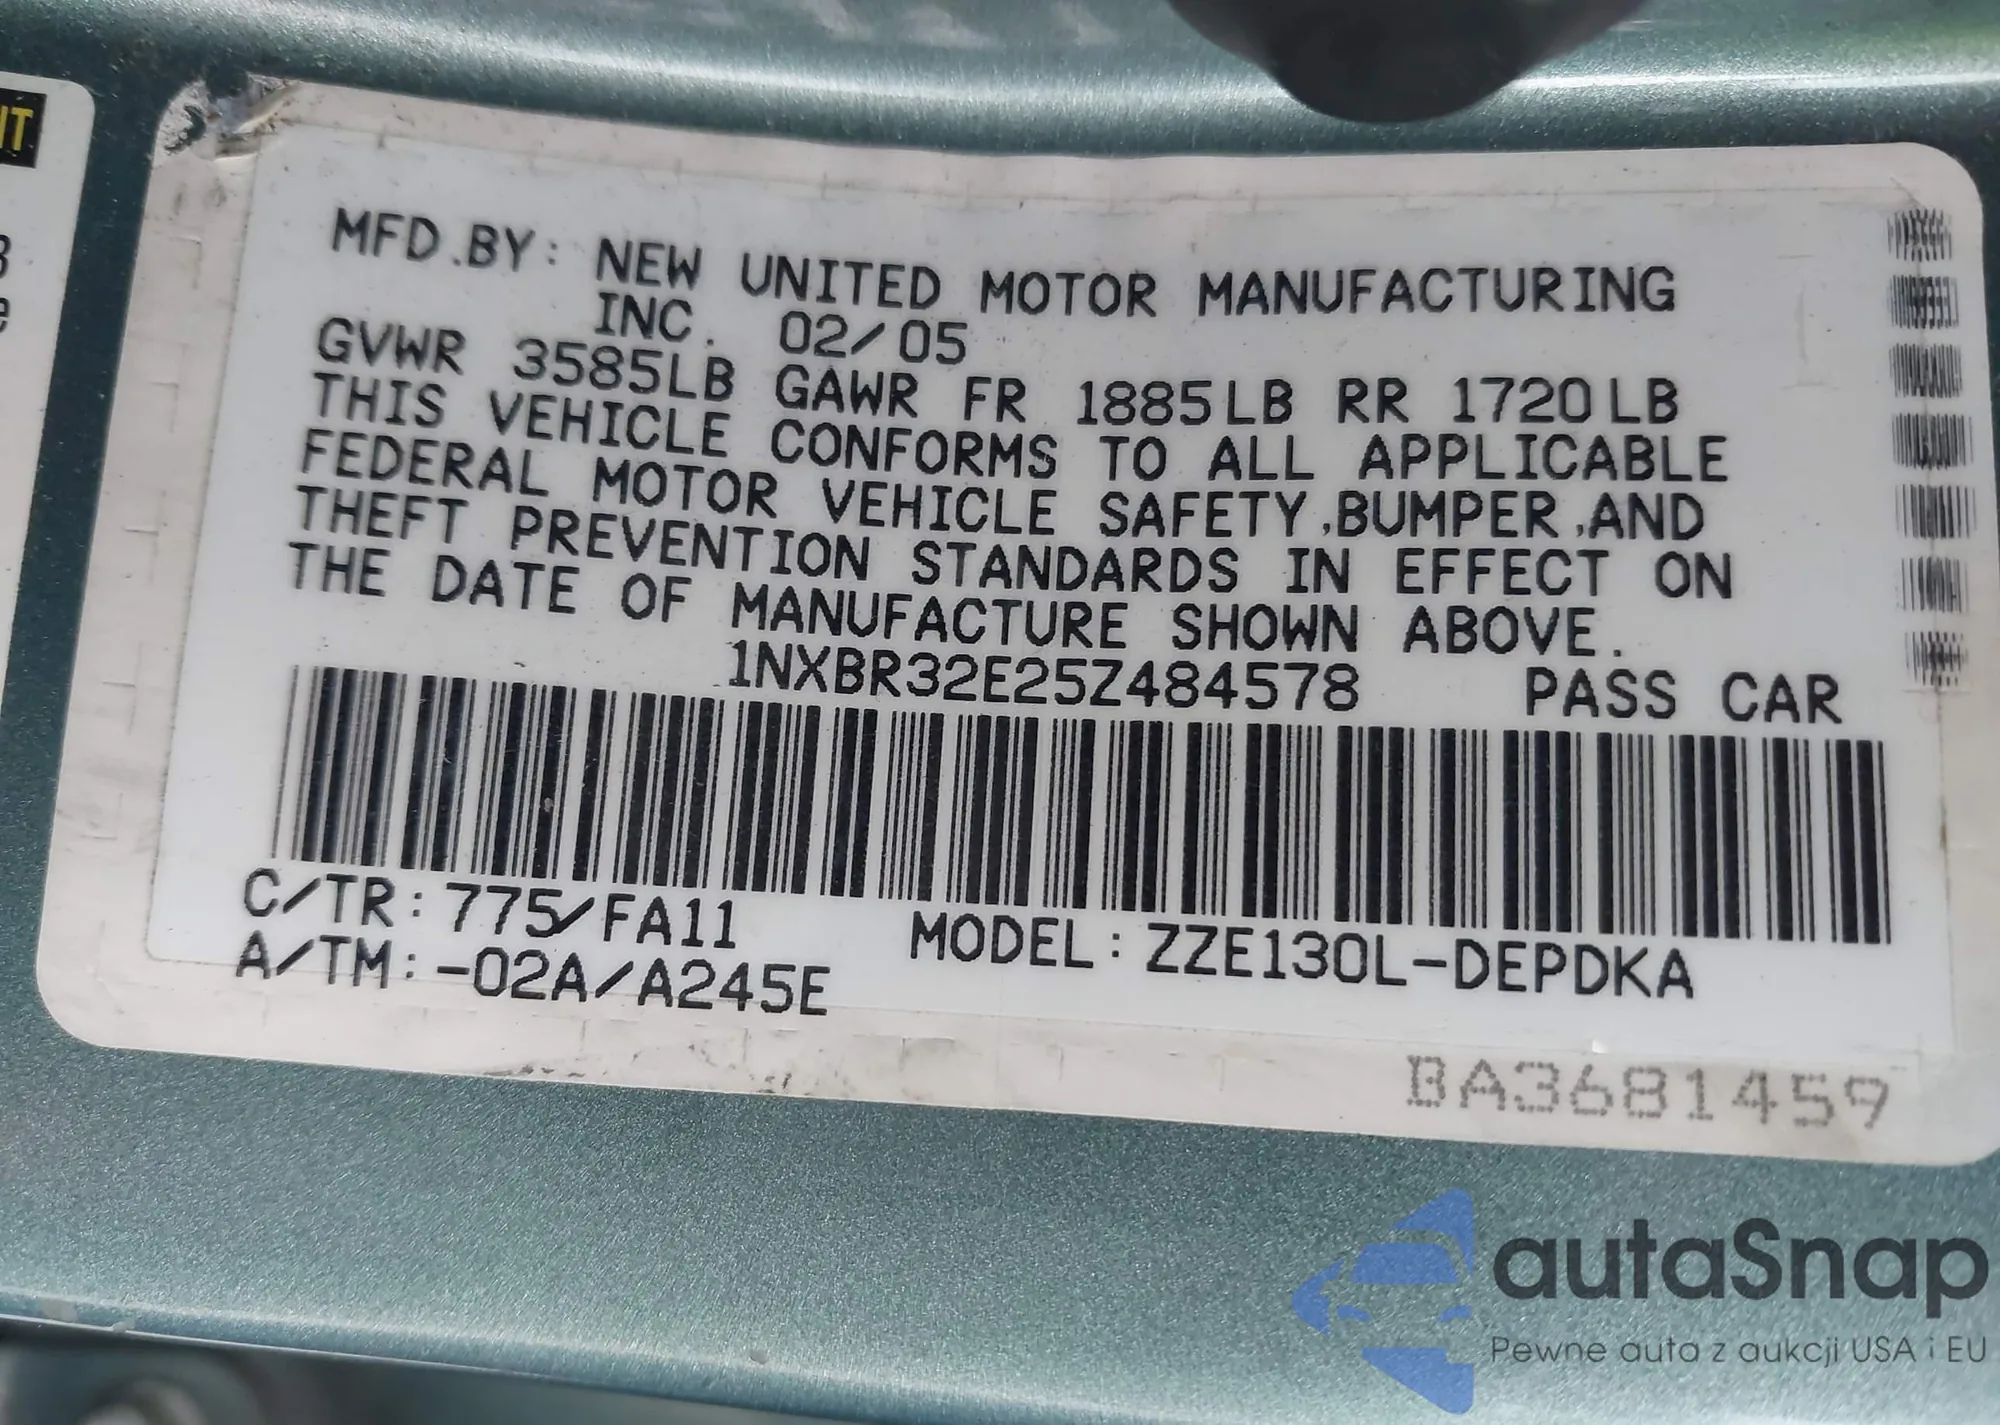 IT
3
e
MFD.BY: NEW UNITED MOTOR MANUFACTURING
INC. 02/05
GVWR 3585LB GAWR FR 1885LB RR 1720LB
THIS VEHICLE CONFORMS TO ALL APPLICABLE
FEDERAL MOTOR VEHICLE SAFETY,BUMPER,AND
THEFT PREVENTION STANDARDS IN EFFECT ON
THE DATE OF MANUFACTURE SHOWN ABOVE.
1NXBR32E25Z484578 PASS CAR
C/TR: 775/FA11 MODEL: ZZE130L-DEPDKA
A/TM: -02A/A245E
BA3681459
autaSnap
Pewne auta z aukcji USA i EU